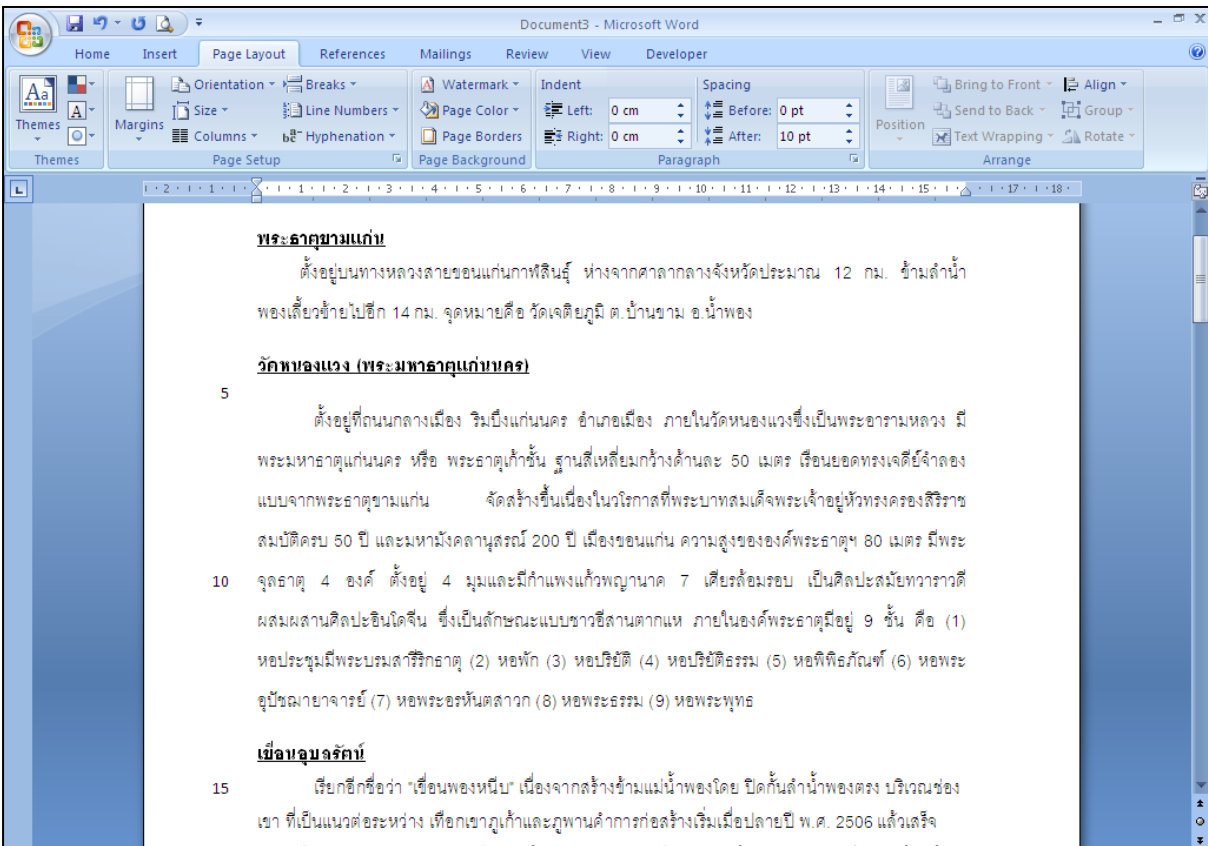 Document3 - Microsoft Word
Home Insert Page Layout References Mailings Review View Developer
Themes
Margins
Orientation
Size
Columns
Breaks
Line Numbers
Hyphenation
Watermark
Page Color
Page Borders
Indent
Left: 0 cm
Right: 0 cm
Spacing
Before: 0 pt
After: 10 pt
Position
Bring to Front
Send to Back
Text Wrapping
Align
Group
Rotate
Themes Page Setup Page Background Paragraph Arrange
2 1 1 2 3 4 5 6 7 8 9 10 11 12 13 14 15 17 18
พระธาตุขามแก่น
ตั้งอยู่บนทางหลวงสายขอนแก่นกาฬสินธุ์ ห่างจากศาลากลางจังหวัดประมาณ 12 กม. ข้ามลำน้ำ
พองเลี้ยวซ้ายไปอีก 14 กม. จุดหมายคือ วัดเจติยภูมิ ต.บ้านขาม อ.น้ำพอง
วัดหนองแวง (พระมหาธาตุแก่นนคร)
5
ตั้งอยู่ที่ถนนกลางเมือง ริมบึงแก่นนคร อำเภอเมือง ภายในวัดหนองแวงซึ่งเป็นพระอารามหลวง มี
พระมหาธาตุแก่นนคร หรือ พระธาตุเก้าชั้น ฐานสี่เหลี่ยมกว้างด้านละ 50 เมตร เรือนยอดทรงเจดีย์จำลอง
แบบจากพระธาตุขามแก่น จัดสร้างขึ้นเนื่องในวโรกาสที่พระบาทสมเด็จพระเจ้าอยู่หัวทรงครองสิริราช
สมบัติครบ 50 ปี และมหามังคลานุสรณ์ 200 ปี เมืองขอนแก่น ความสูงขององค์พระธาตุฯ 80 เมตร มีพระ
10 จุลธาตุ 4 องค์ ตั้งอยู่ 4 มุมและมีกำแพงแก้วพญานาค 7 เศียรล้อมรอบ เป็นศิลปะสมัยทวาราวดี
ผสมผสานศิลปะอินโดจีน ซึ่งเป็นลักษณะแบบชาวอีสานตากแห ภายในองค์พระธาตุมีอยู่ 9 ชั้น คือ (1)
หอประชุมมีพระบรมสารีริกธาตุ (2) หอพัก (3) หอปริยัติ (4) หอปริยัติธรรม (5) หอพิพิธภัณฑ์ (6) หอพระ
อุปัชฌายาจารย์ (7) หอพระอรหันตสาวก (8) หอพระธรรม (9) หอพระพุทธ
เขื่อนอุบลรัตน์
15 เรียกอีกชื่อว่า "เขื่อนพองหนีบ" เนื่องจากสร้างข้ามแม่น้ำพองโดย ปิดกั้นลำน้ำพองตรง บริเวณช่อง
เขา ที่เป็นแนวต่อระหว่าง เทือกเขาภูเก้าและภูพานคำการก่อสร้างเริ่มเมื่อปลายปี พ.ศ. 2506 แล้วเสร็จ